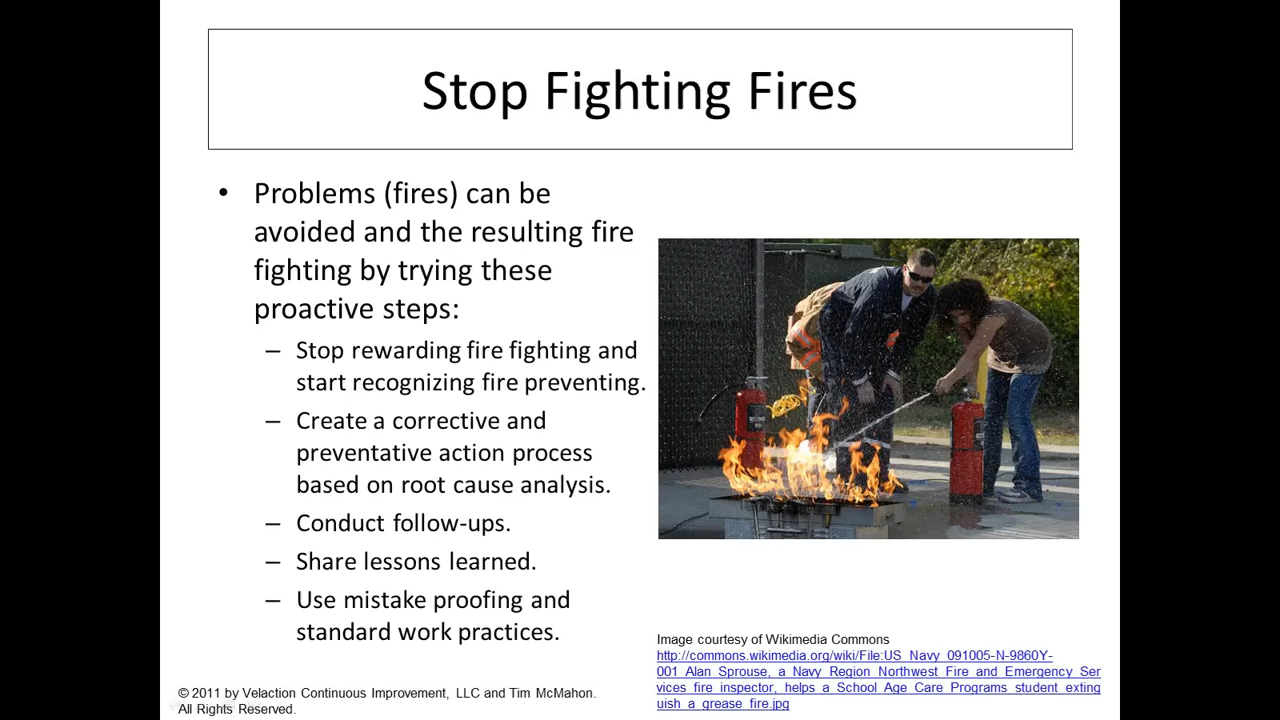 Stop Fighting Fires
• Problems (fires) can be
avoided and the resulting fire
fighting by trying these
proactive steps:
– Stop rewarding fire fighting and
start recognizing fire preventing.
– Create a corrective and
preventative action process
based on root cause analysis.
– Conduct follow-ups.
– Share lessons learned.
– Use mistake proofing and
standard work practices.
Image courtesy of Wikimedia Commons
http://commons.wikimedia.org/wiki/File:US_Navy_091005-N-9860Y-
001_Alan_Sprouse,_a_Navy_Region_Northwest_Fire_and_Emergency_Ser
vices_fire_inspector,_helps_a_School_Age_Care_Programs_student_exting
uish_a_grease_fire.jpg
© 2011 by Velaction Continuous Improvement, LLC and Tim McMahon.
All Rights Reserved.